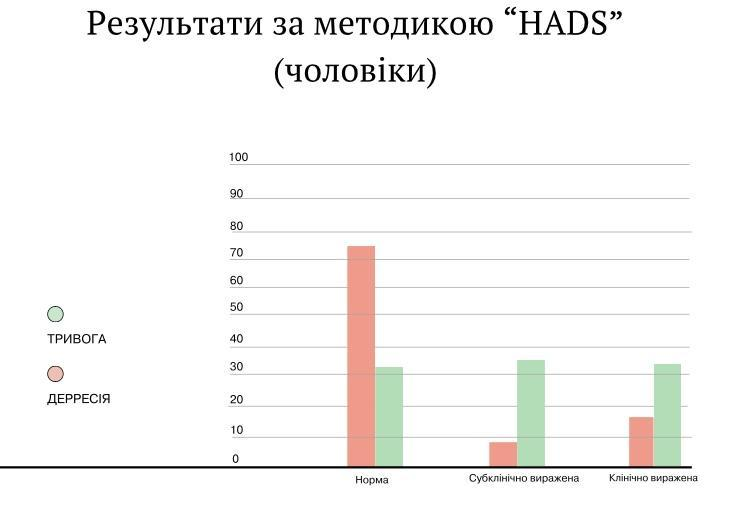 Результати за методикою “HADS”
(чоловіки)
100
90
80
70
60
50
40
30
20
10
0
ТРИВОГА
ДЕРРЕСІЯ
Норма
Субклінічно виражена
Клінічно виражена